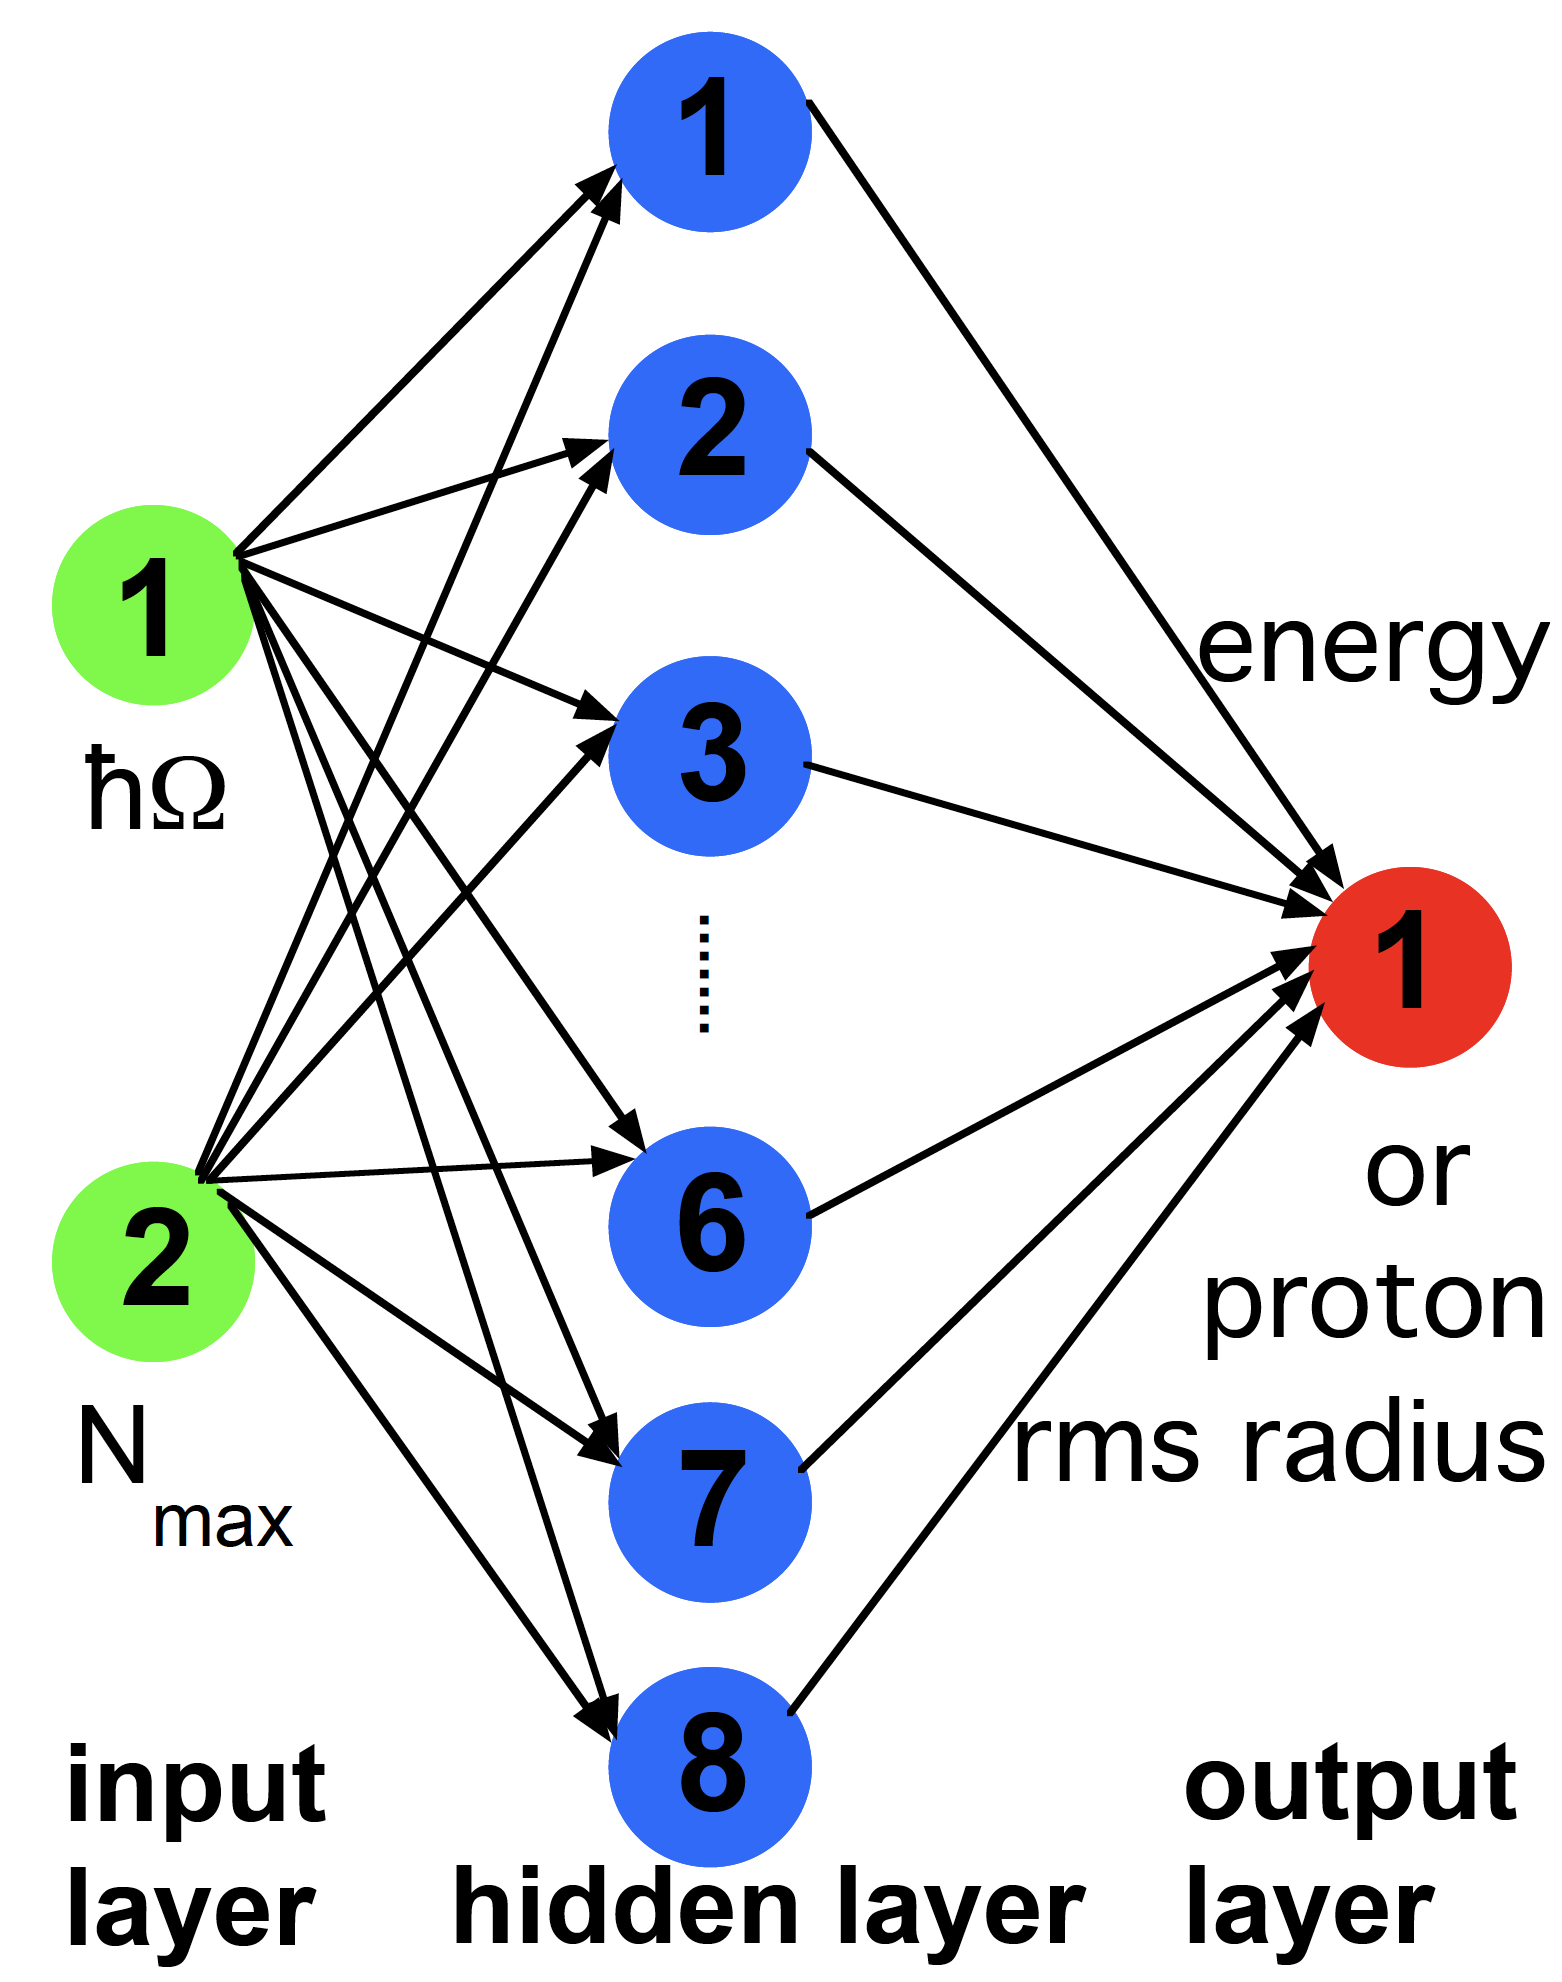 1
2
3
6
7
8
1
ħΩ
2
N
max
energy
1
or
proton
rms radius
input
layer
hidden layer
output
layer